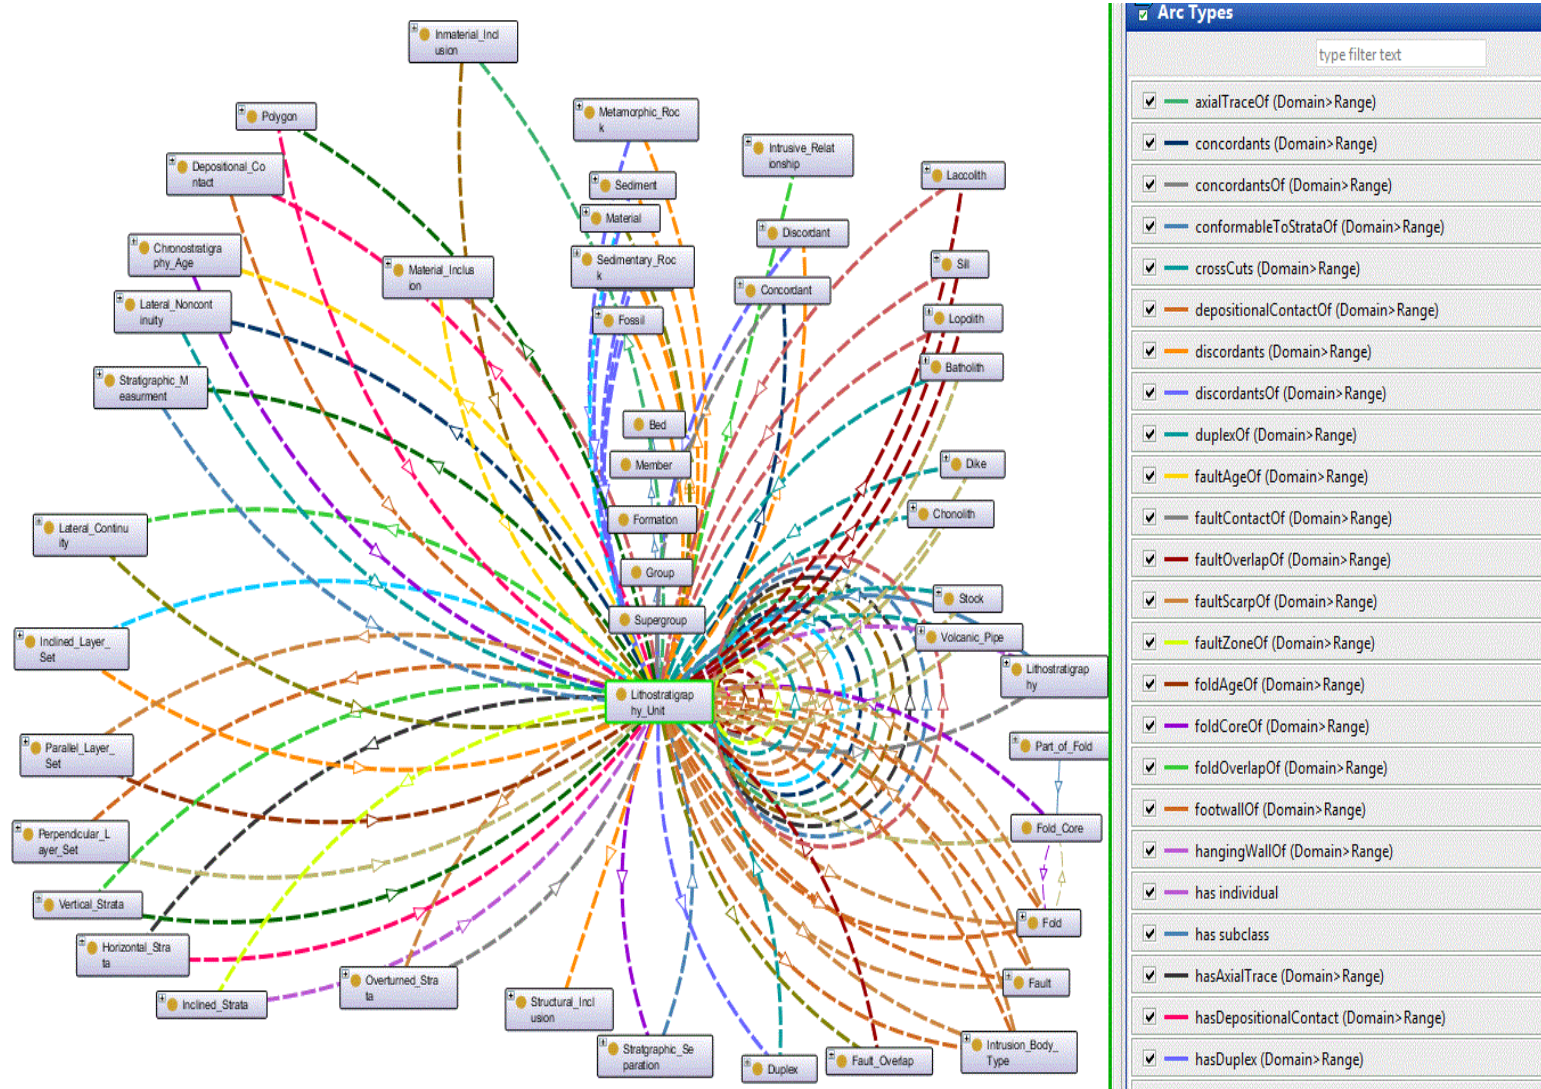 Inmaterial_Incl
usion
Polygon
Metamorphic_Roc
k
Depositional_Co
ntact
Intrusive_Relat
ionship
Laccolith
Sediment
Material
Discordant
Chronostratigra
phy_Age
Material_Inclus
ion
Sedimentary_Roc
k
Sill
Concordant
Lateral_Noncont
inuity
Fossil
Lopolith
Stratigraphic_M
easurment
Batholith
Bed
Member
Dike
Formation
Chonolith
Lateral_Continu
ity
Group
Stock
Supergroup
Volcanic_Pipe
Inclined_Layer_
Set
Lithostratigrap
hy
Lithostratigrap
hy_Unit
Parallel_Layer_
Set
Part_of_Fold
Perpendicular_L
ayer_Set
Fold_Core
Vertical_Strata
Fold
Horizontal_Stra
ta
Overturned_Stra
ta
Fault
Inclined_Strata
Structural_Incl
usion
Stratgraphic_Se
paration
Duplex
Fault_Overlap
Intrusion_Body_
Type
Arc Types
type filter text
axialTraceOf (Domain>Range)
concordants (Domain>Range)
concordantsOf (Domain>Range)
conformableToStrataOf (Domain>Range)
crossCuts (Domain>Range)
depositionalContactOf (Domain>Range)
discordants (Domain>Range)
discordantsOf (Domain>Range)
duplexOf (Domain>Range)
faultAgeOf (Domain>Range)
faultContactOf (Domain>Range)
faultOverlapOf (Domain>Range)
faultScarpOf (Domain>Range)
faultZoneOf (Domain>Range)
foldAgeOf (Domain>Range)
foldCoreOf (Domain>Range)
foldOverlapOf (Domain>Range)
footwallOf (Domain>Range)
hangingWallOf (Domain>Range)
has individual
has subclass
hasAxialTrace (Domain>Range)
hasDepositionalContact (Domain>Range)
hasDuplex (Domain>Range)